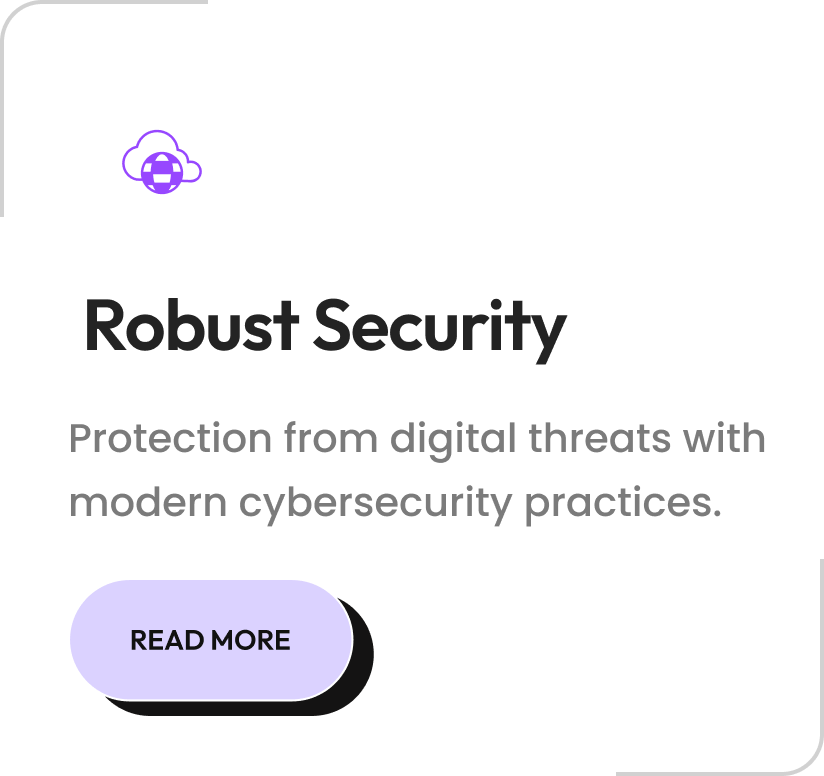 Robust Security
Protection from digital threats with
modern cybersecurity practices.
READ MORE